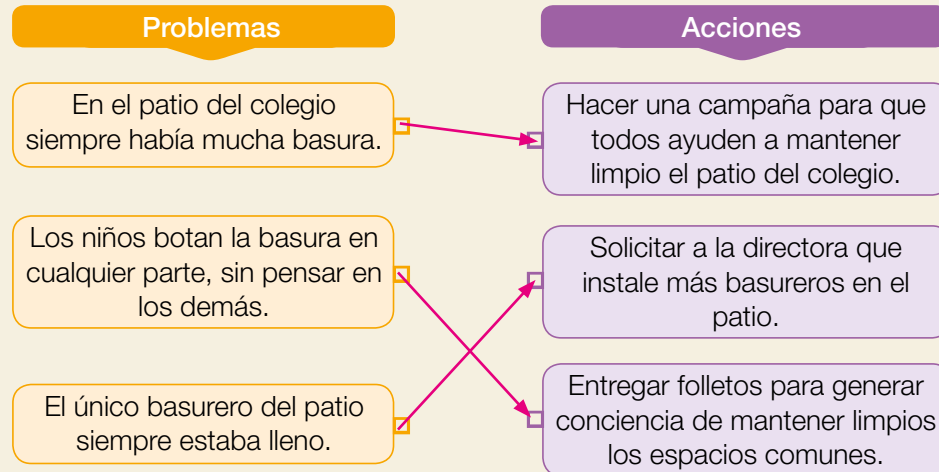 Problemas
Acciones
En el patio del colegio
siempre había mucha basura.
Hacer una campaña para que
todos ayuden a mantener
limpio el patio del colegio.
Los niños botan la basura en
cualquier parte, sin pensar en
los demás.
Solicitar a la directora que
instale más basureros en el
patio.
El único basurero del patio
siempre estaba lleno.
Entregar folletos para generar
conciencia de mantener limpios
los espacios comunes.